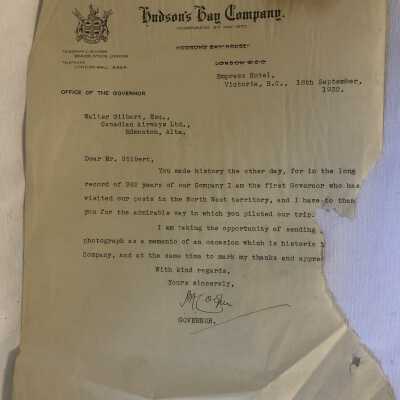 Hudson's Bay Company.
INCORPORATED 2ND MAY 1670
HUDSON'S BAY HOUSE,
LONDON E.C.3
Empress Hotel,
Victoria, B.C., 18th September,
1932.
OFFICE OF THE GOVERNOR
Walter Gilbert, Esq.,
Canadian Airways Ltd.,
Edmonton, Alta.
Dear Mr. Gilbert,
You made history the other day, for in the long
record of 262 years of our Company I am the first Governor who has
visited our posts in the North West territory, and I have to than
you for the admirable way in which you piloted our trip.
I am taking the opportunity of sending
photograph as a memento of an occasion which is historic
Company, and at the same time to mark my thanks and apprec
With kind regards,
Yours sincerely,
GOVERNOR.